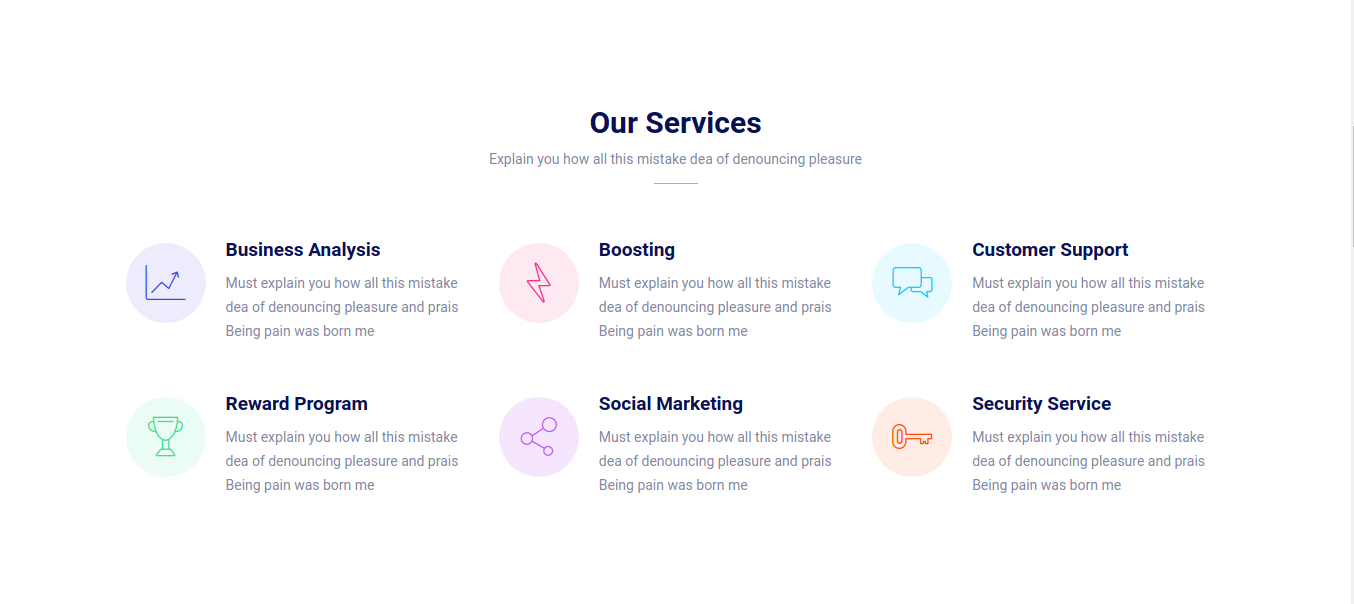 Our Services
Explain you how all this mistake dea of denouncing pleasure
Business Analysis
Must explain you how all this mistake
dea of denouncing pleasure and prais
Being pain was born me
Boosting
Must explain you how all this mistake
dea of denouncing pleasure and prais
Being pain was born me
Customer Support
Must explain you how all this mistake
dea of denouncing pleasure and prais
Being pain was born me
Reward Program
Must explain you how all this mistake
dea of denouncing pleasure and prais
Being pain was born me
Social Marketing
Must explain you how all this mistake
dea of denouncing pleasure and prais
Being pain was born me
Security Service
Must explain you how all this mistake
dea of denouncing pleasure and prais
Being pain was born me